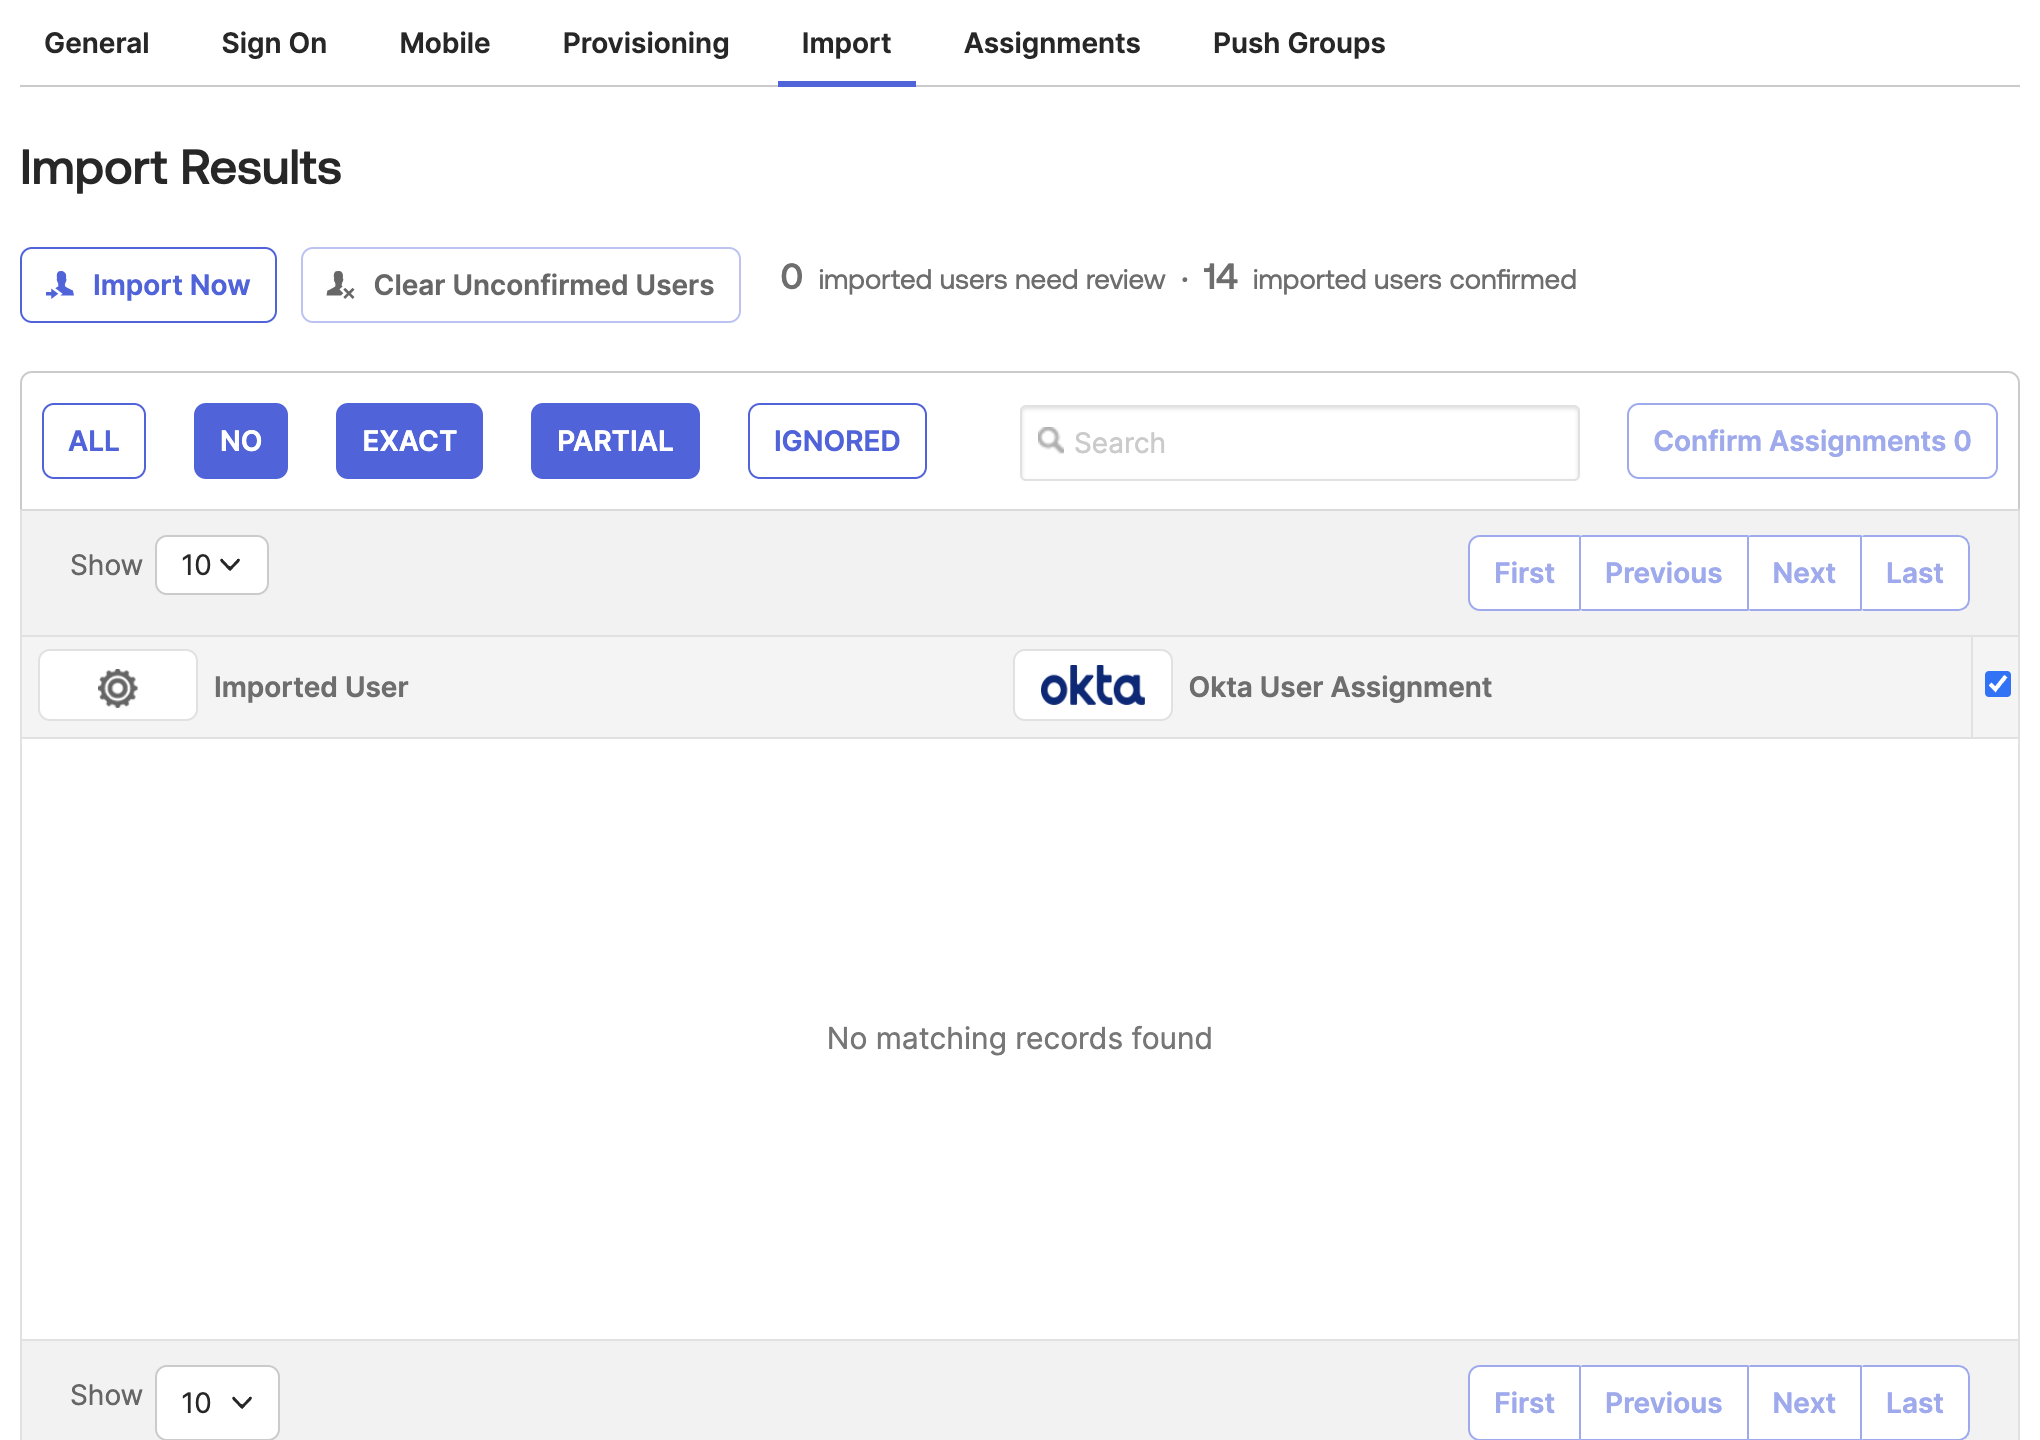 General Sign On Mobile Provisioning Import Assignments Push Groups
Import Results
Import Now Clear Unconfirmed Users 0 imported users need review · 14 imported users confirmed
ALL NO EXACT PARTIAL IGNORED Search Confirm Assignments 0
Show 10 First Previous Next Last
Imported User okta Okta User Assignment
No matching records found
Show 10 First Previous Next Last